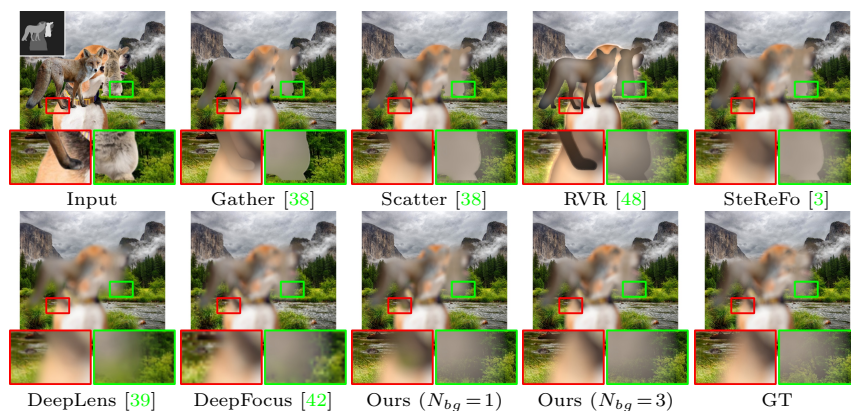 Input Gather [38] Scatter [38] RVR [48] SteReFo [3]
DeepLens [39] DeepFocus [42] Ours (N_bg = 1) Ours (N_bg = 3) GT